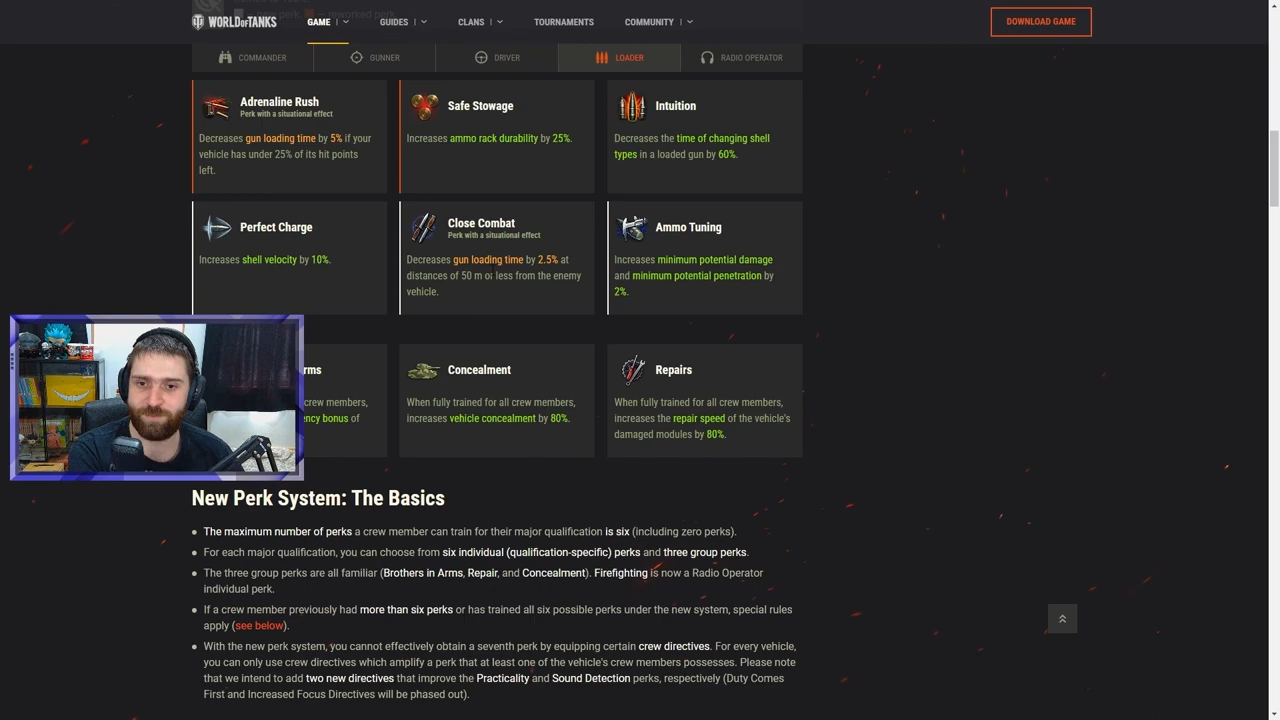 WORLD OF TANKS
GAME
GUIDES
CLANS
TOURNAMENTS
COMMUNITY
DOWNLOAD GAME
COMMANDER
GUNNER
DRIVER
LOADER
RADIO OPERATOR
Adrenaline Rush
Perk with a situational effect
Decreases gun loading time by 5% if your
vehicle has under 25% of its hit points
left.
Safe Stowage
Increases ammo rack durability by 25%.
Intuition
Decreases the time of changing shell
types in a loaded gun by 60%.
Perfect Charge
Increases shell velocity by 10%.
Close Combat
Perk with a situational effect
Decreases gun loading time by 2.5% at
distances of 50 m or less from the enemy
vehicle.
Ammo Tuning
Increases minimum potential damage
and minimum potential penetration by
2%.
rms
crew members,
ency bonus of
Concealment
When fully trained for all crew members,
increases vehicle concealment by 80%.
Repairs
When fully trained for all crew members,
increases the repair speed of the vehicle's
damaged modules by 80%.
New Perk System: The Basics
The maximum number of perks a crew member can train for their major qualification is six (including zero perks).
For each major qualification, you can choose from six individual (qualification-specific) perks and three group perks.
The three group perks are all familiar (Brothers in Arms, Repair, and Concealment). Firefighting is now a Radio Operator
individual perk.
If a crew member previously had more than six perks or has trained all six possible perks under the new system, special rules
apply (see below).
With the new perk system, you cannot effectively obtain a seventh perk by equipping certain crew directives. For every vehicle,
you can only use crew directives which amplify a perk that at least one of the vehicle's crew members possesses. Please note
that we intend to add two new directives that improve the Practicality and Sound Detection perks, respectively (Duty Comes
First and Increased Focus Directives will be phased out).